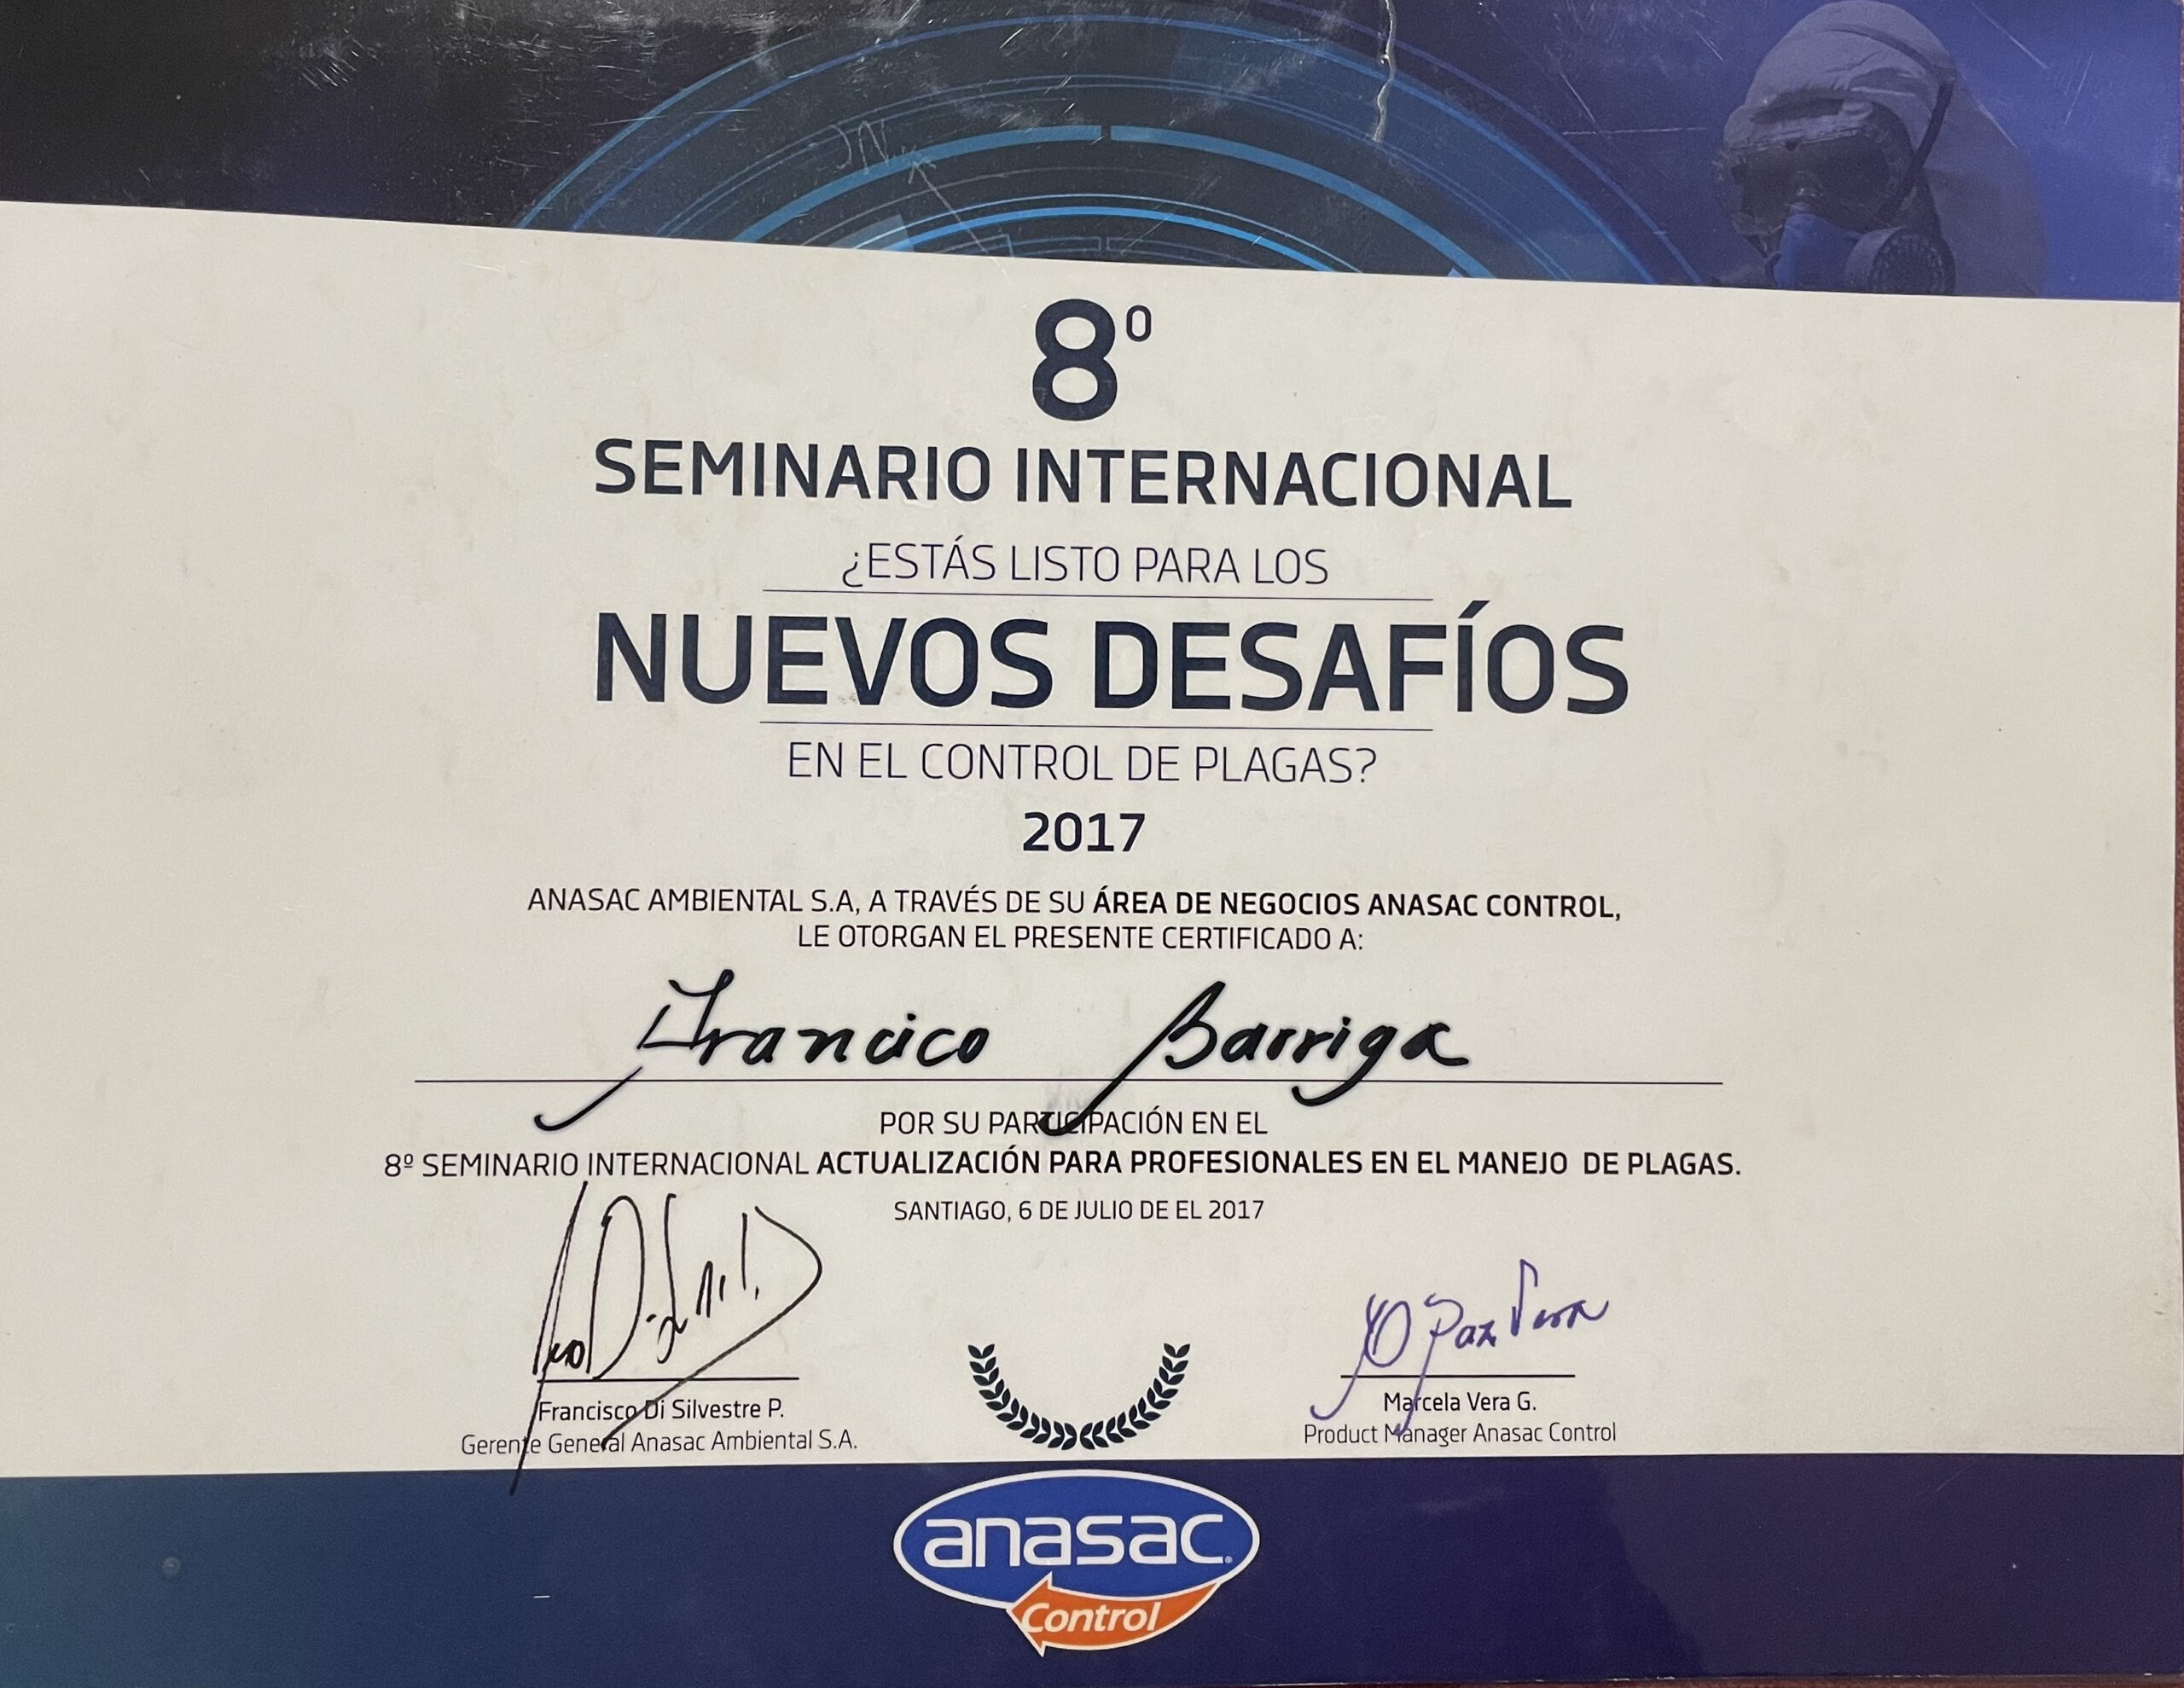 8º
SEMINARIO INTERNACIONAL
¿ESTÁS LISTO PARA LOS
NUEVOS DESAFÍOS
EN EL CONTROL DE PLAGAS?
2017
ANASAC AMBIENTAL S.A, A TRAVÉS DE SU ÁREA DE NEGOCIOS ANASAC CONTROL,
LE OTORGAN EL PRESENTE CERTIFICADO A:
Francico Barriga
POR SU PARTICIPACIÓN EN EL
8º SEMINARIO INTERNACIONAL ACTUALIZACIÓN PARA PROFESIONALES EN EL MANEJO DE PLAGAS.
SANTIAGO, 6 DE JULIO DE EL 2017
Francisco Di Silvestre P.
Gerente General Anasac Ambiental S.A.
Marcela Vera G.
Product Manager Anasac Control
anasac
Control